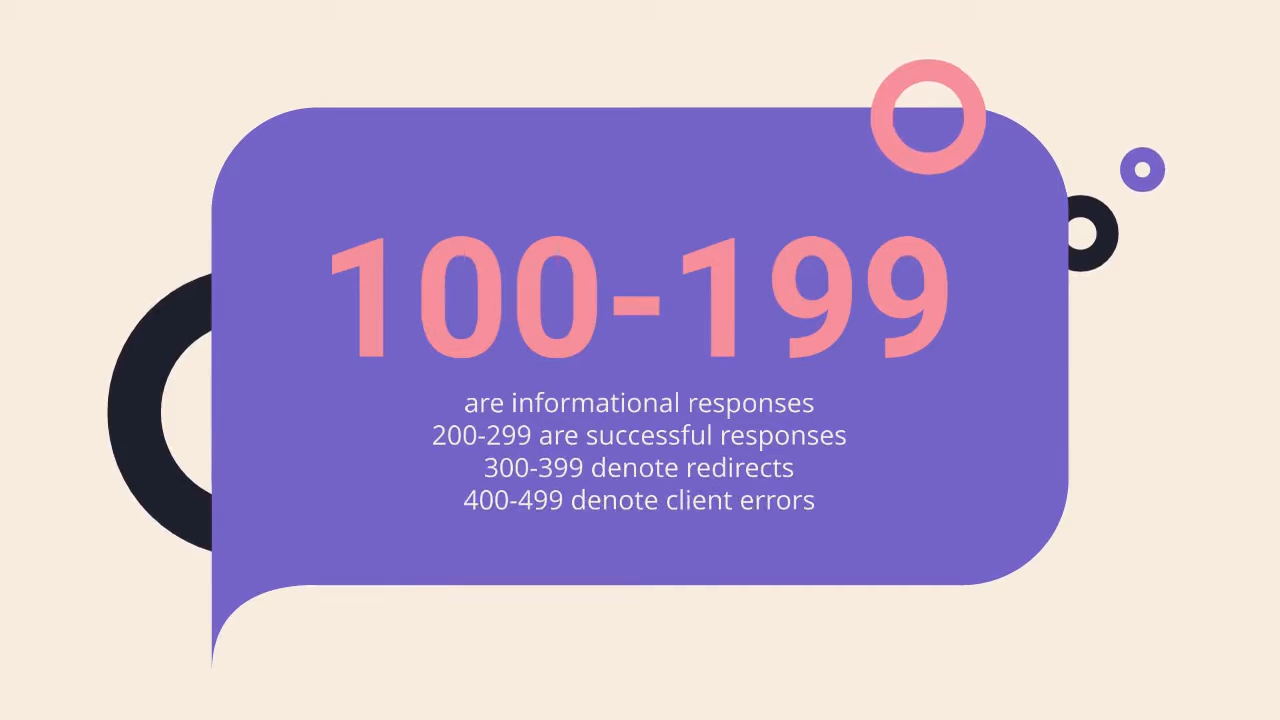 100-199
are informational responses
200-299 are successful responses
300-399 denote redirects
400-499 denote client errors